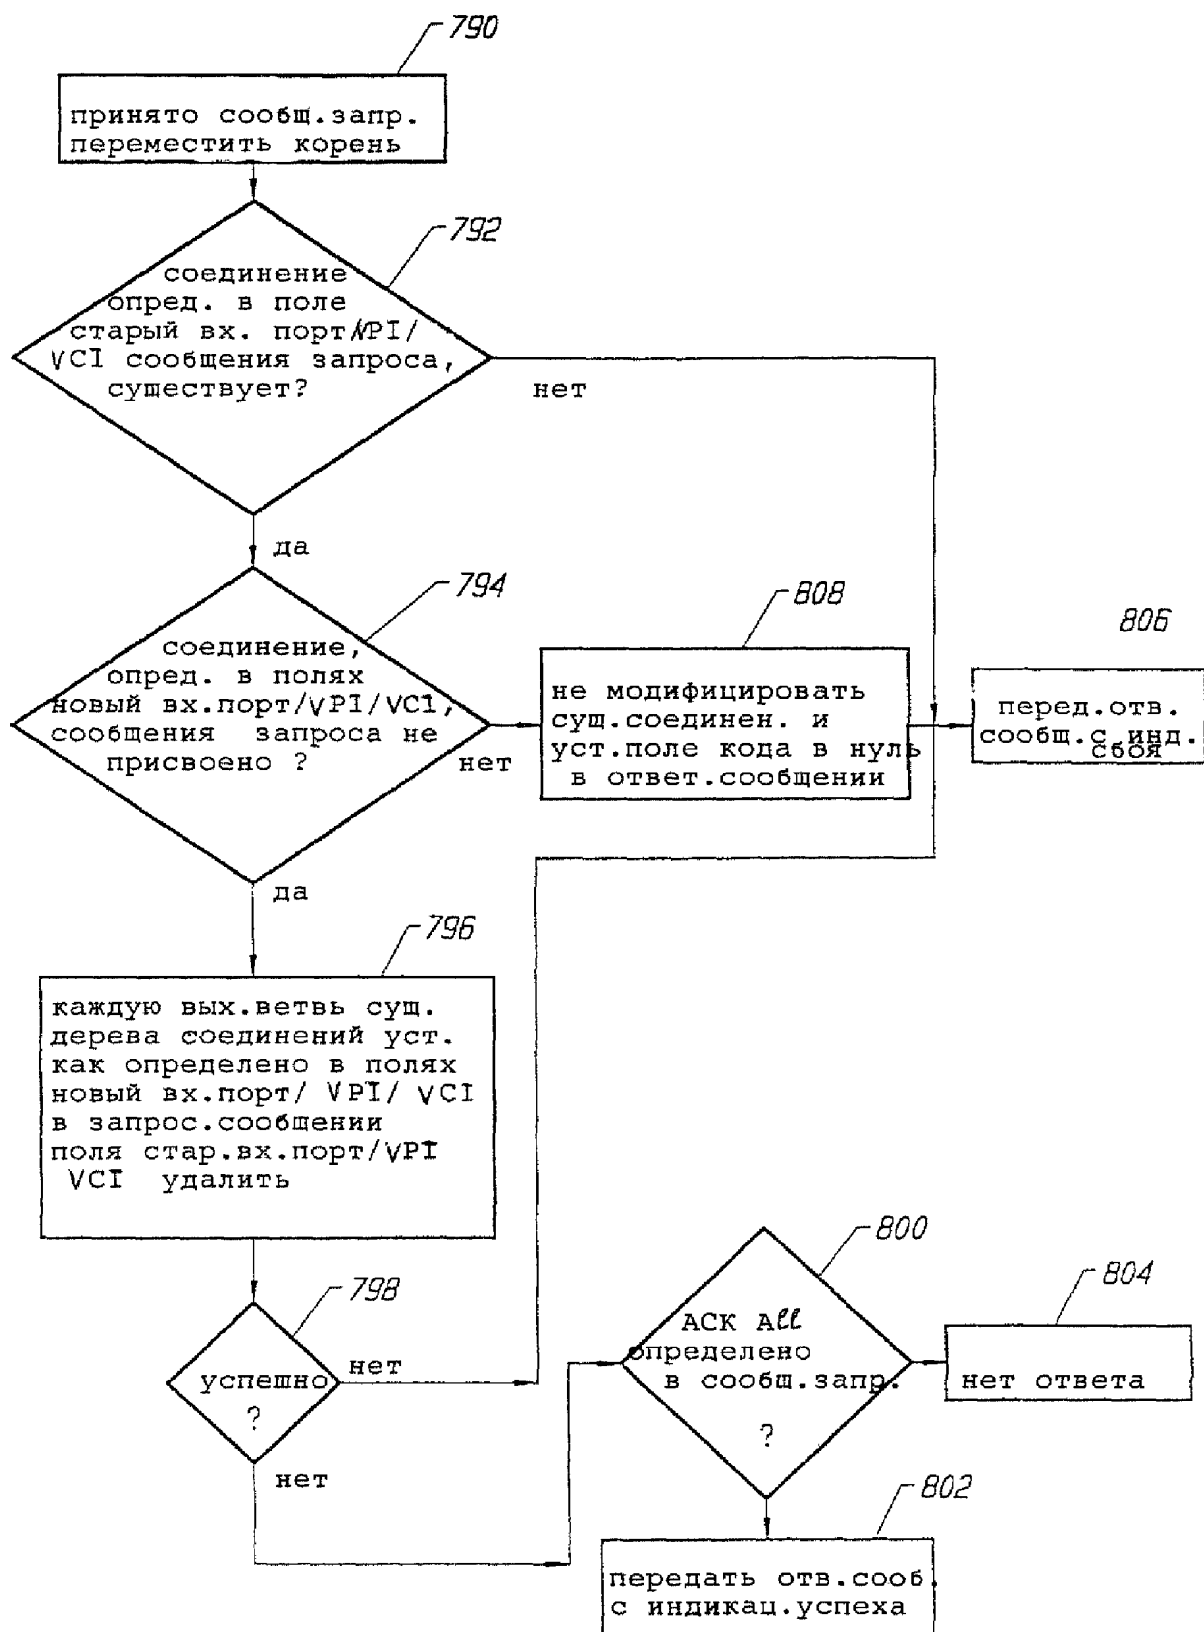 790
принято сообщ.запр.
переместить корень
792
соединение
опред. в поле
старый вх. порт/VPI/
VCI сообщения запроса,
существует?
нет
да
794
соединение,
опред. в полях
новый вх.порт/VPI/VCI,
сообщения запроса не
присвоено ?
нет
808
не модифицировать
сущ.соединен. и
уст.поле кода в нуль
в ответ.сообщении
806
перед.отв.
сообщ.с инд.
сбоя
да
796
каждую вых.ветвь сущ.
дерева соединений уст.
как определено в полях
новый вх.порт/ VPI/ VCI
в запрос.сообщении
поля стар.вх.порт/VPI
VCI удалить
798
успешно
?
нет
нет
800
ACK All
определено
в сообщ.запр.
?
804
нет ответа
802
передать отв.сооб.
с индикац.успеха